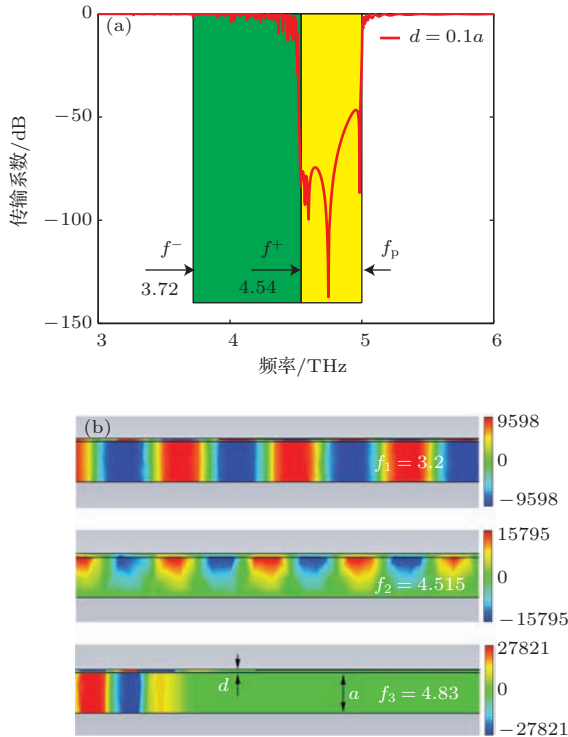 (a)
d = 0.1a
0
−50
−100
−150
传输系数/dB
f⁻
f⁺
fₚ
3.72
4.54
3
4
5
6
频率/THz
(b)
f₁ = 3.2
9598
0
−9598
f₂ = 4.515
15795
0
−15795
d
a
f₃ = 4.83
27821
0
−27821